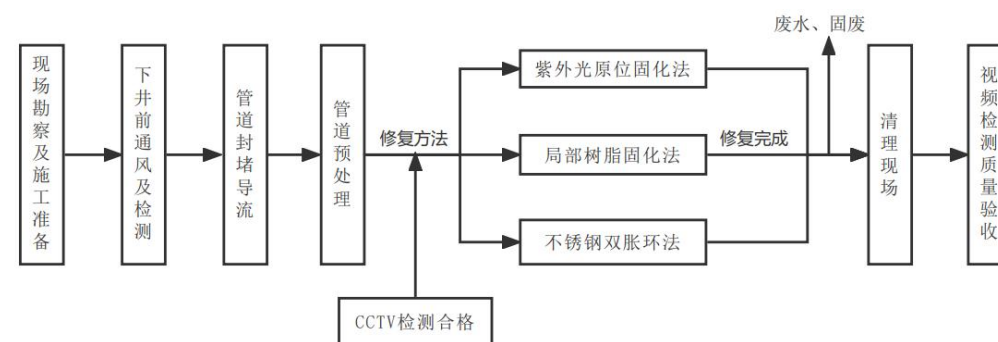 废水、固废
现场勘察及施工准备
下井前通风及检测
管道封堵导流
管道预处理
修复方法
紫外光原位固化法
局部树脂固化法
不锈钢双胀环法
修复完成
清理现场
视频检测质量验收
CCTV检测合格